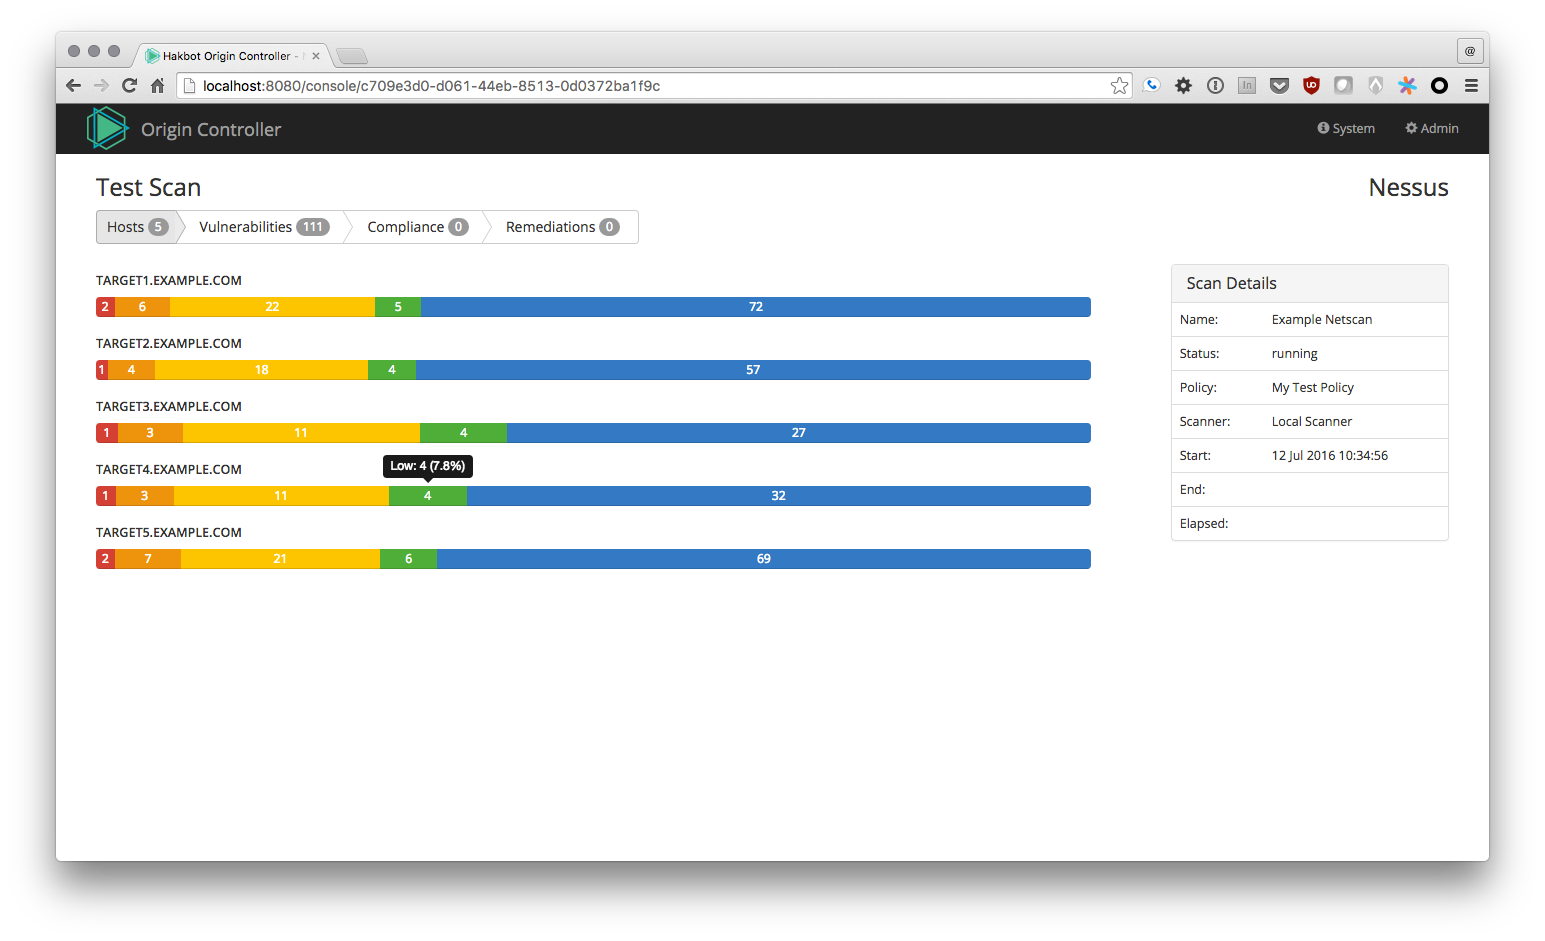 Hakbot Origin Controller -
@
localhost:8080/console/c709e3d0-d061-44eb-8513-0d0372ba1f9c
In
Origin Controller
System
Admin
Test Scan
Nessus
Hosts 5
Vulnerabilities 111
Compliance 0
Remediations 0
TARGET1.EXAMPLE.COM
2 6 22 5 72
TARGET2.EXAMPLE.COM
1 4 18 4 57
TARGET3.EXAMPLE.COM
1 3 11 4 27
TARGET4.EXAMPLE.COM
Low: 4 (7.8%)
1 3 11 4 32
TARGET5.EXAMPLE.COM
2 7 21 6 69
Scan Details
Name: Example Netscan
Status: running
Policy: My Test Policy
Scanner: Local Scanner
Start: 12 Jul 2016 10:34:56
End:
Elapsed: